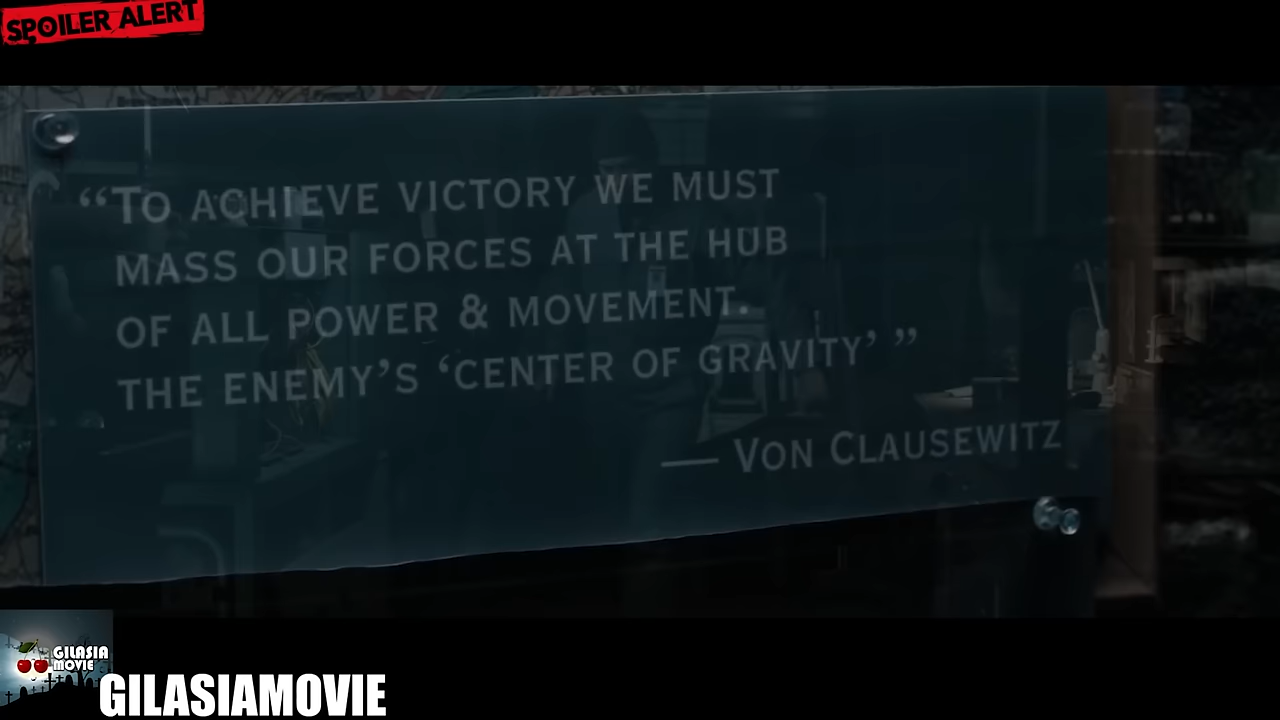 SPOILER ALERT
“TO ACHIEVE VICTORY WE MUST
MASS OUR FORCES AT THE HUB
OF ALL POWER & MOVEMENT.
THE ENEMY’S ‘CENTER OF GRAVITY’ ”
— VON CLAUSEWITZ
GILASIA
MOVIE
GILASIAMOVIE